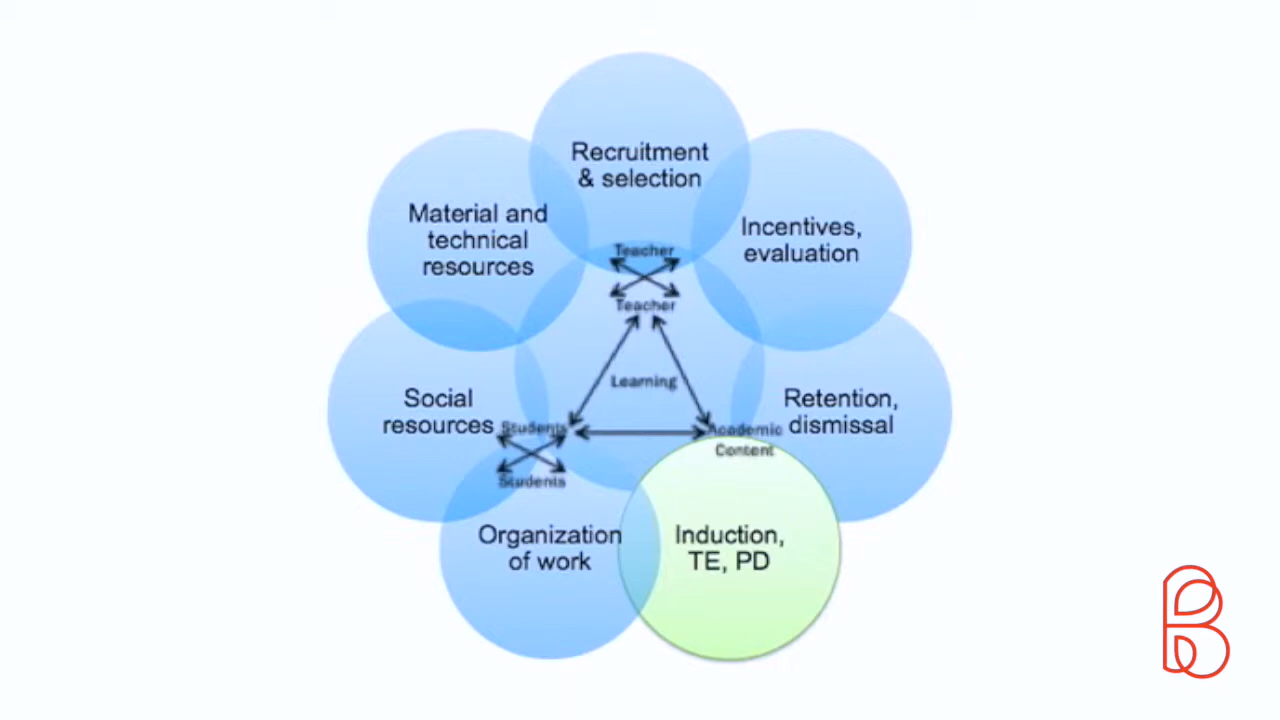 Recruitment
& selection
Material and
technical
resources
Incentives,
evaluation
Teacher
Teacher
Learning
Social
resources
Retention,
dismissal
Students
Students
Academic
Content
Organization
of work
Induction,
TE, PD